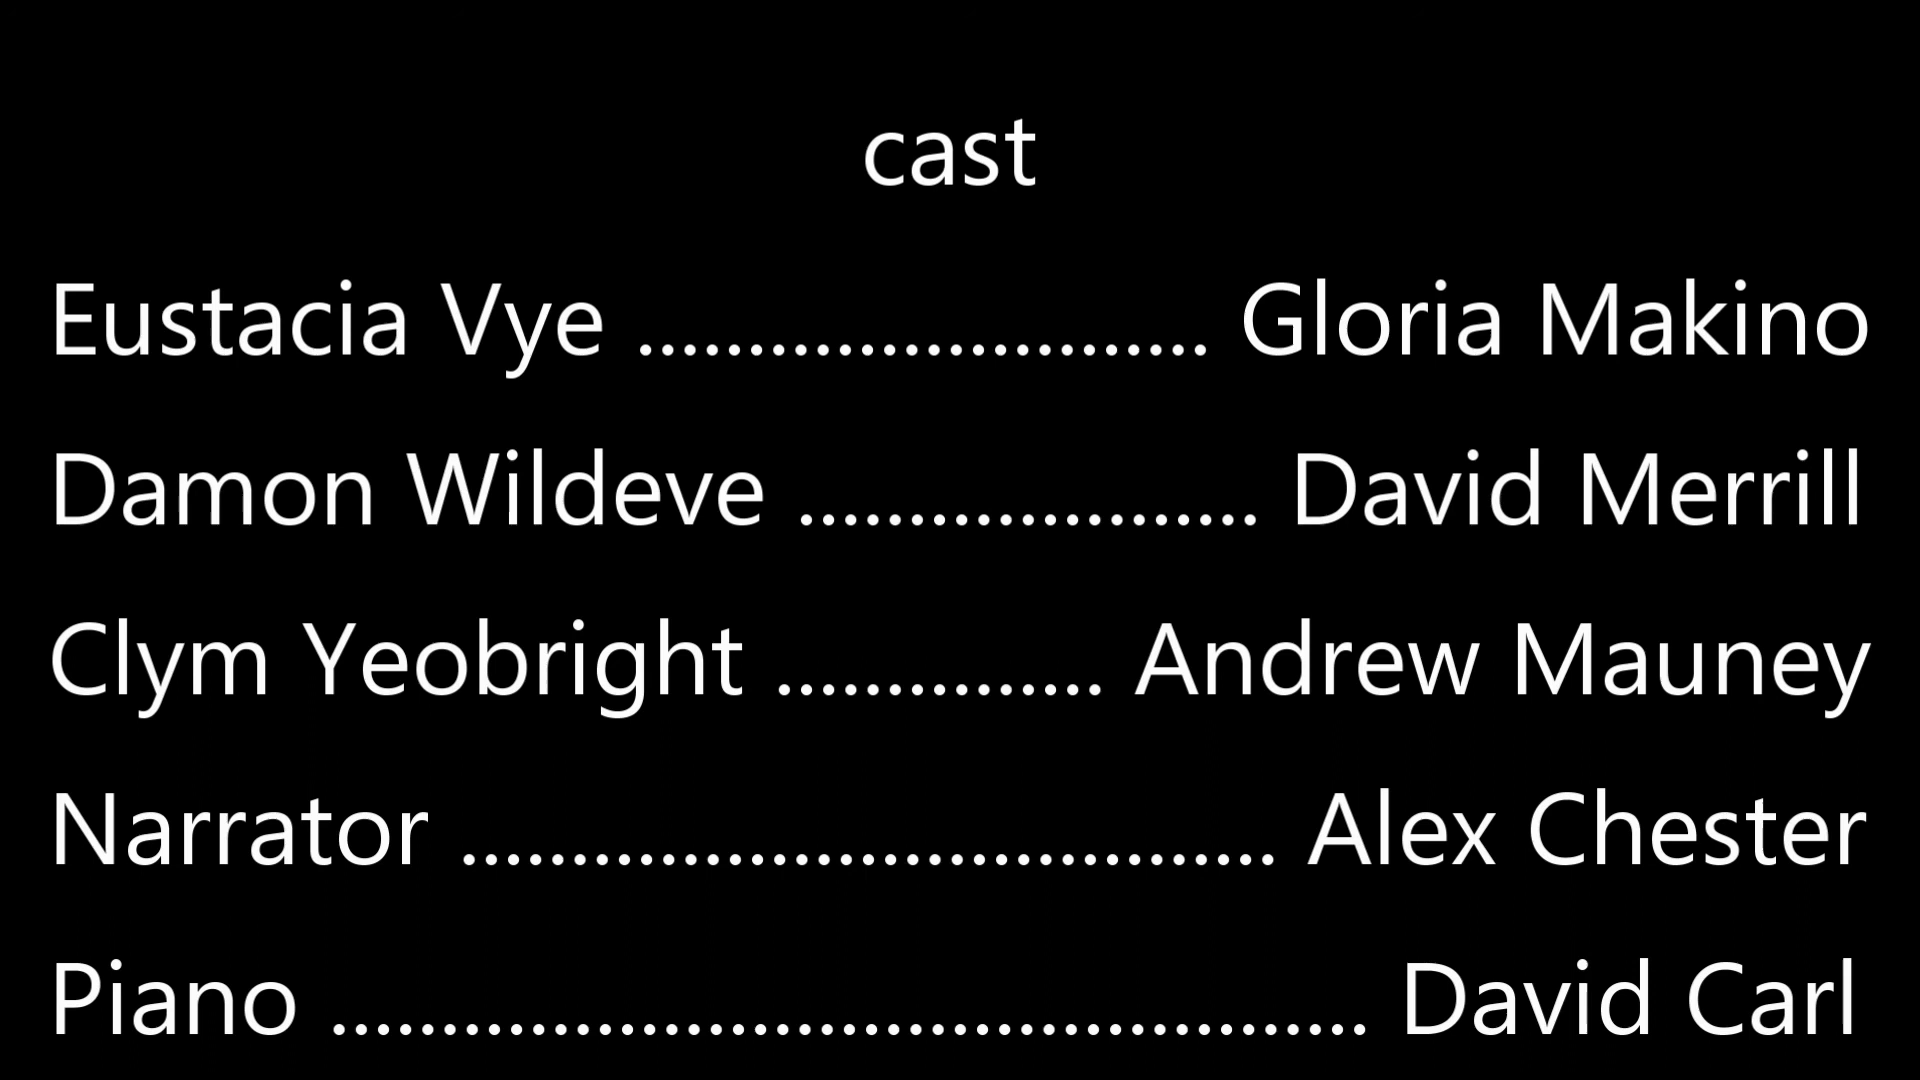 cast
Eustacia Vye .......................... Gloria Makino
Damon Wildeve ..................... David Merrill
Clym Yeobright ............... Andrew Mauney
Narrator ..................................... Alex Chester
Piano ............................................... David Carl